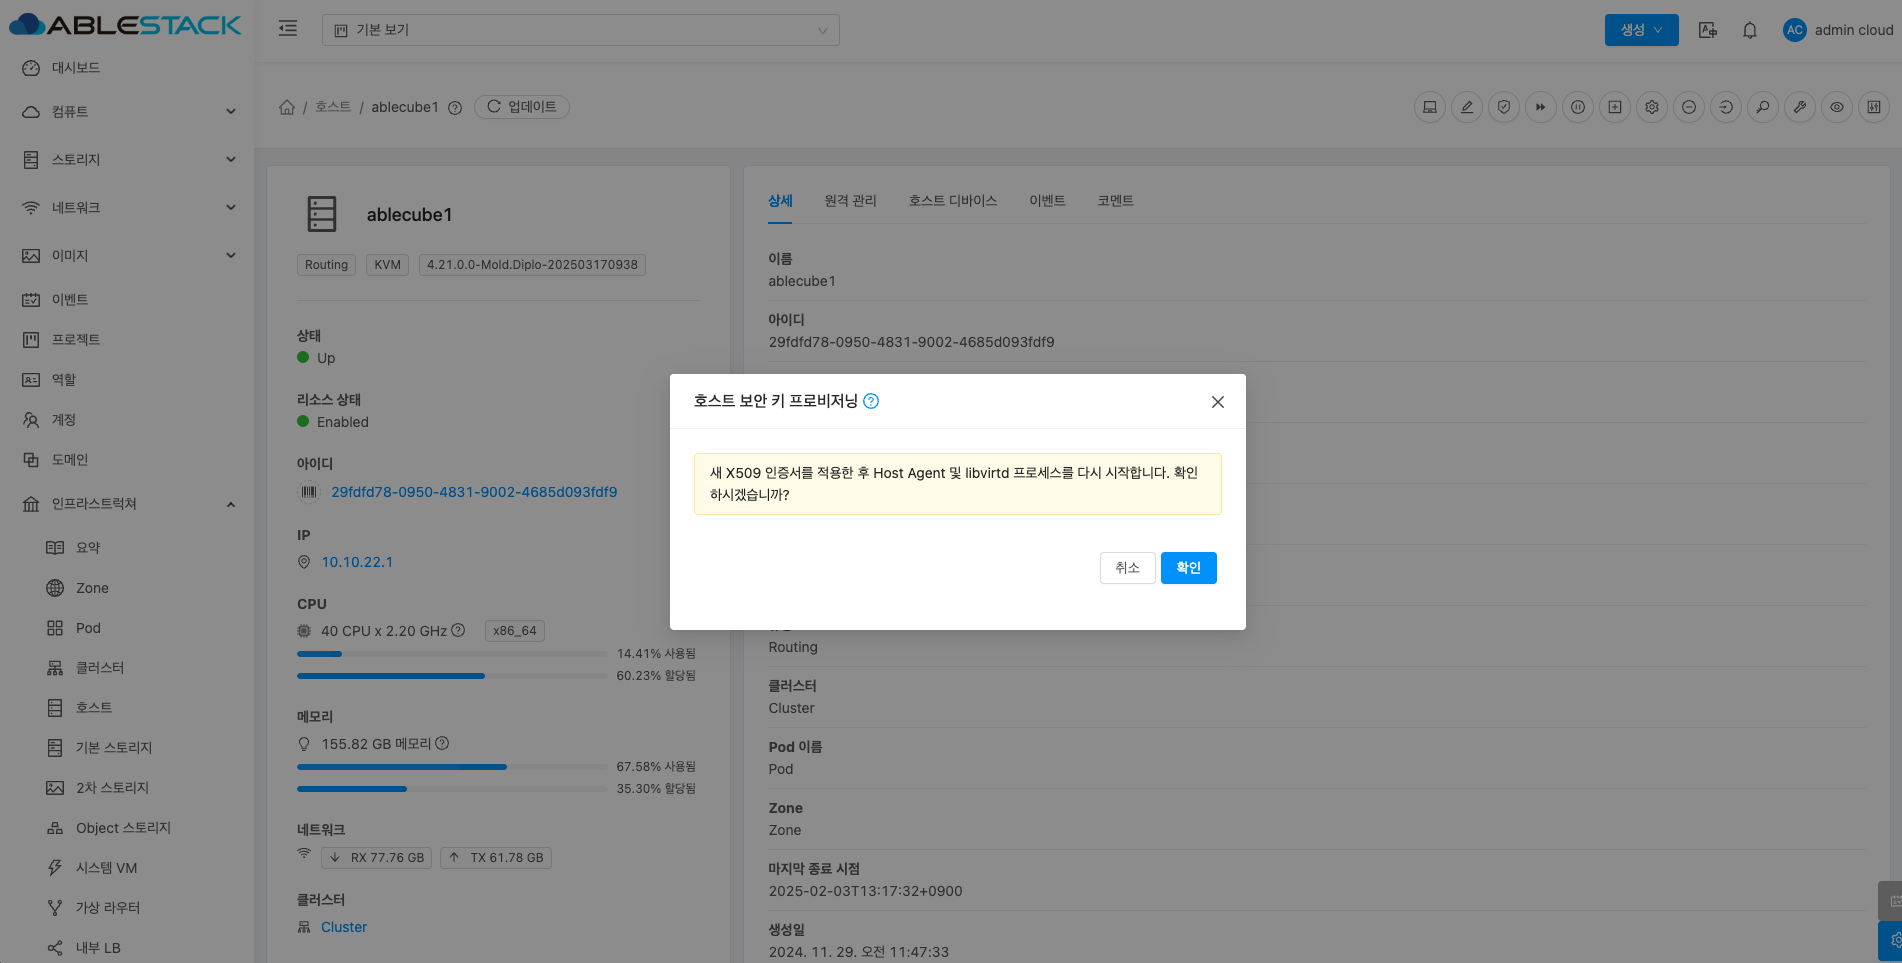 ABLESTACK
기본 보기
생성
AC
admin cloud
대시보드
컴퓨트
스토리지
네트워크
이미지
이벤트
프로젝트
역할
계정
도메인
인프라스트럭쳐
요약
Zone
Pod
클러스터
호스트
기본 스토리지
2차 스토리지
Object 스토리지
시스템 VM
가상 라우터
내부 LB
/ 호스트 / ablecube1
업데이트
ablecube1
Routing
KVM
4.21.0.0-Mold.Diplo-202503170938
상태
Up
리소스 상태
Enabled
아이디
29fdfd78-0950-4831-9002-4685d093fdf9
IP
10.10.22.1
CPU
40 CPU x 2.20 GHz
x86_64
14.41% 사용됨
60.23% 할당됨
메모리
155.82 GB 메모리
67.58% 사용됨
35.30% 할당됨
네트워크
RX 77.76 GB
TX 61.78 GB
클러스터
Cluster
상세
원격 관리
호스트 디바이스
이벤트
코멘트
이름
ablecube1
아이디
29fdfd78-0950-4831-9002-4685d093fdf9
호스트 보안 키 프로비저닝
새 X509 인증서를 적용한 후 Host Agent 및 libvirtd 프로세스를 다시 시작합니다. 확인
하시겠습니까?
취소
확인
Routing
클러스터
Cluster
Pod 이름
Pod
Zone
Zone
마지막 종료 시점
2025-02-03T13:17:32+0900
생성일
2024. 11. 29. 오전 11:47:33